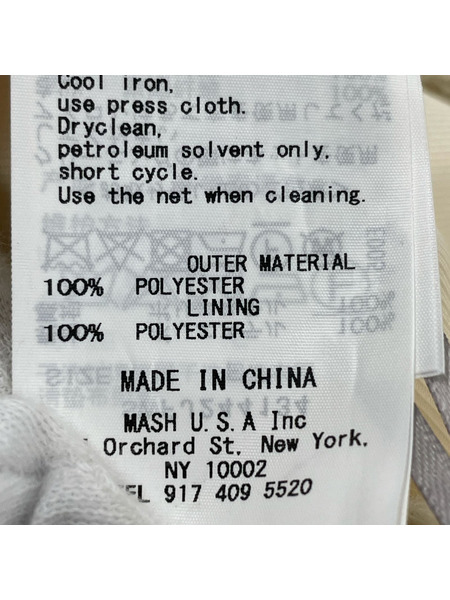 Cool iron,
use press cloth.
Dryclean,
petroleum solvent only,
short cycle.
Use the net when cleaning.
OUTER MATERIAL
100% POLYESTER
LINING
100% POLYESTER
MADE IN CHINA
MASH U.S.A Inc
Orchard St, New York,
NY 10002
TEL 917 409 5520